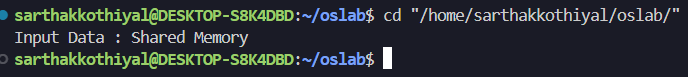 sarthakkothiyal@DESKTOP-S8K4DBD:~/oslab$ cd "/home/sarthakkothiyal/oslab/"
Input Data : Shared Memory
sarthakkothiyal@DESKTOP-S8K4DBD:~/oslab$